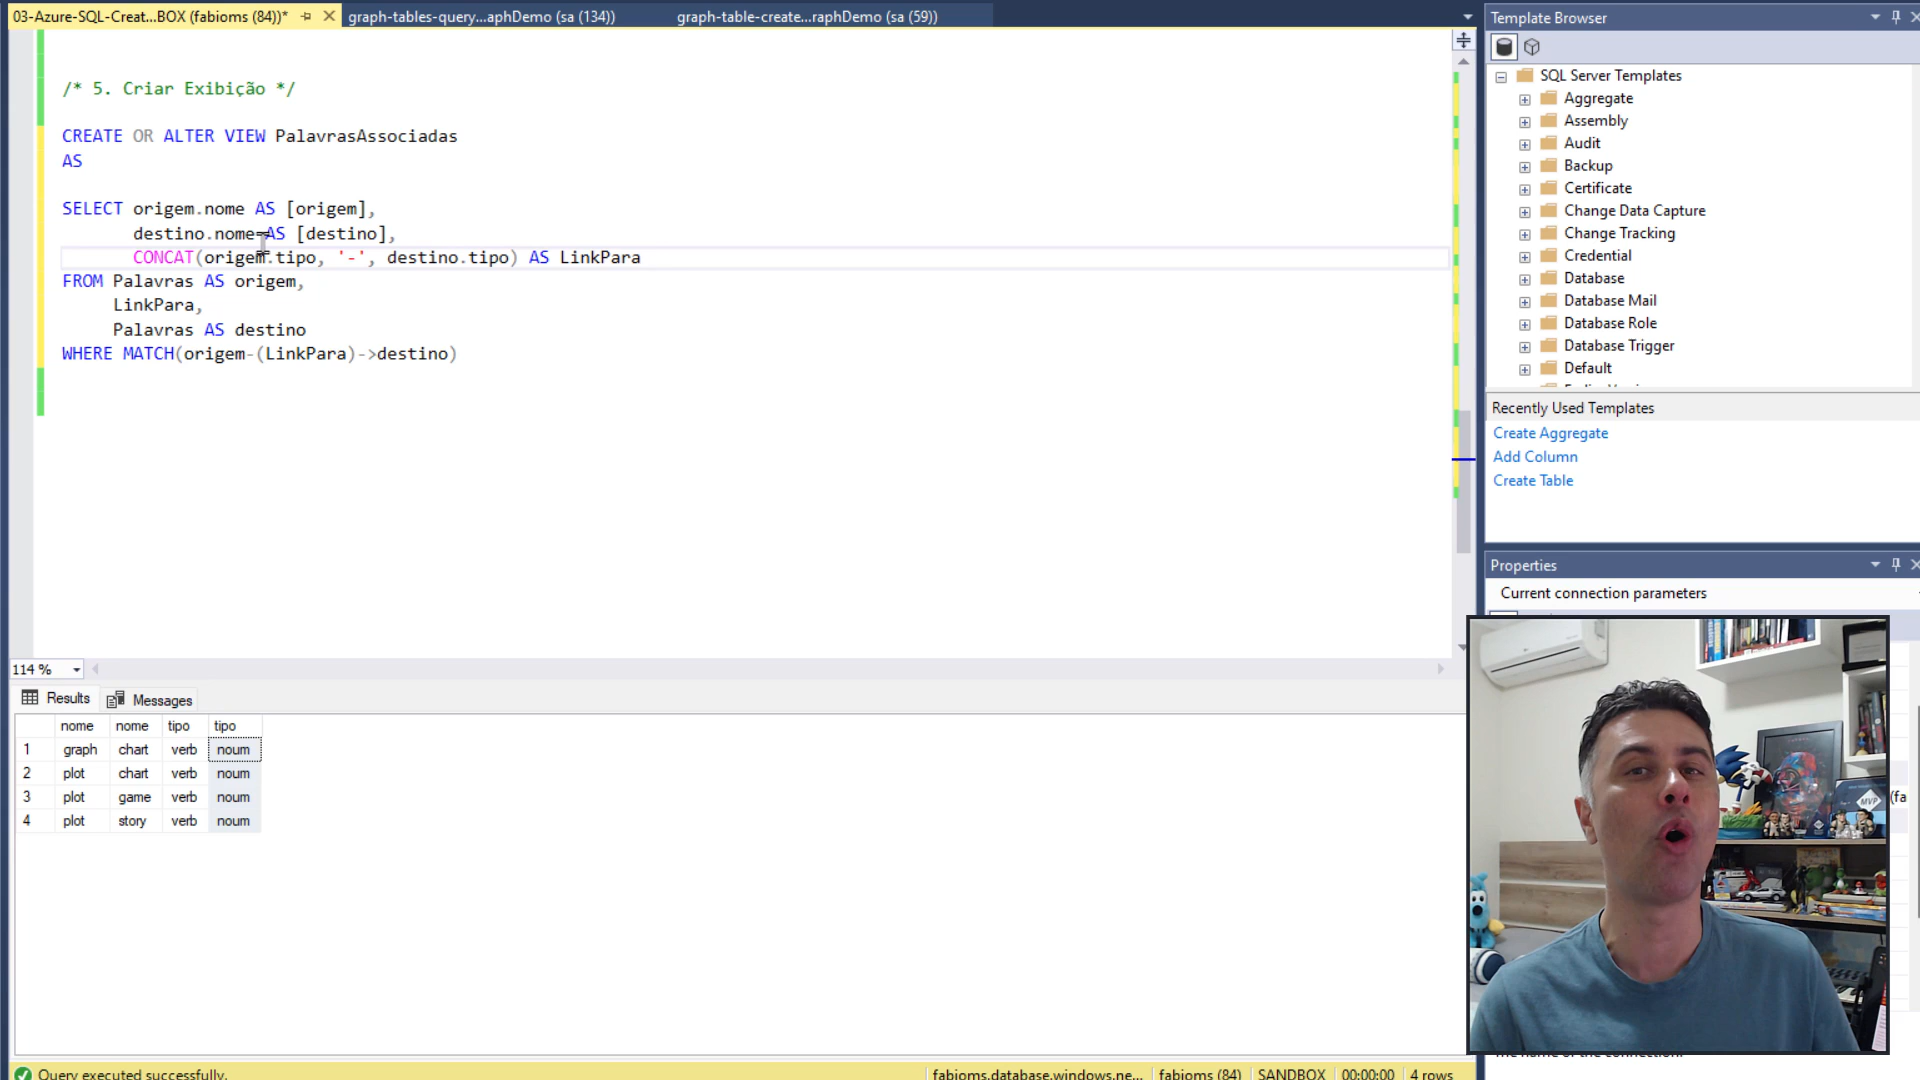 03-Azure-SQL-Creat...BOX (fabioms (84))*
graph-tables-query...aphDemo (sa (134))
graph-table-create...raphDemo (sa (59))
/* 5. Criar Exibição */
CREATE OR ALTER VIEW PalavrasAssociadas
AS
SELECT origem.nome AS [origem],
destino.nome AS [destino],
CONCAT(origem.tipo, '-', destino.tipo) AS LinkPara
FROM Palavras AS origem,
LinkPara,
Palavras AS destino
WHERE MATCH(origem-(LinkPara)->destino)
114 %
Results
Messages
nome nome tipo tipo
1 graph chart verb noum
2 plot chart verb noum
3 plot game verb noum
4 plot story verb noum
Query executed successfully.
fabioms.database.windows.ne...
fabioms (84)
SANDBOX
00:00:00
4 rows
Template Browser
SQL Server Templates
Aggregate
Assembly
Audit
Backup
Certificate
Change Data Capture
Change Tracking
Credential
Database
Database Mail
Database Role
Database Trigger
Default
Recently Used Templates
Create Aggregate
Add Column
Create Table
Properties
Current connection parameters
(fa
MVP
The name of the connection.